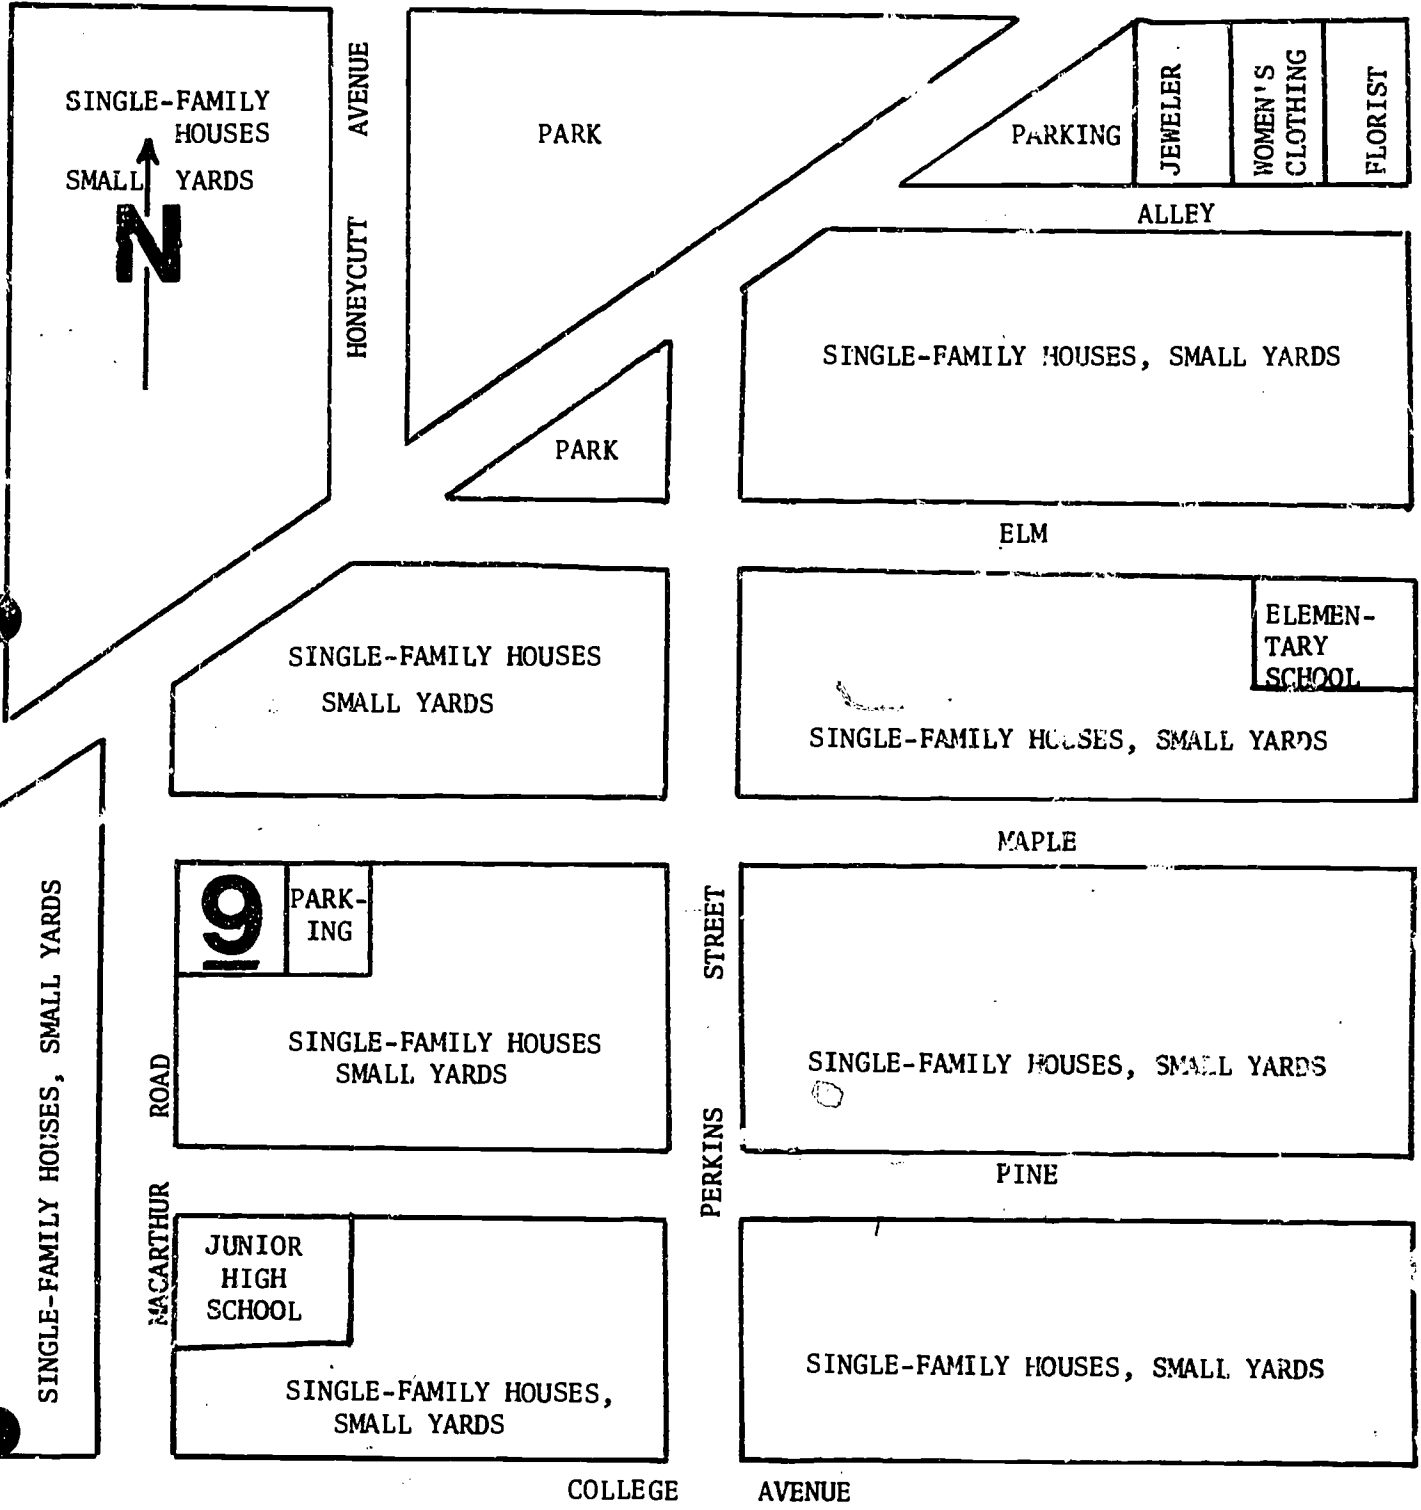 SINGLE-FAMILY
HOUSES
SMALL YARDS
N
HONEYCUTT AVENUE
PARK
PARKING
JEWELER
WOMEN'S
CLOTHING
FLORIST
ALLEY
SINGLE-FAMILY HOUSES, SMALL YARDS
PARK
ELM
SINGLE-FAMILY HOUSES
SMALL YARDS
ELEMEN-
TARY
SCHOOL
SINGLE-FAMILY HOUSES, SMALL YARDS
MAPLE
SINGLE-FAMILY HOUSES, SMALL YARDS
9
PARK-
ING
SINGLE-FAMILY HOUSES
SMALL YARDS
MACARTHUR ROAD
PERKINS STREET
SINGLE-FAMILY HOUSES, SMALL YARDS
PINE
JUNIOR
HIGH
SCHOOL
SINGLE-FAMILY HOUSES,
SMALL YARDS
SINGLE-FAMILY HOUSES, SMALL YARDS
COLLEGE AVENUE